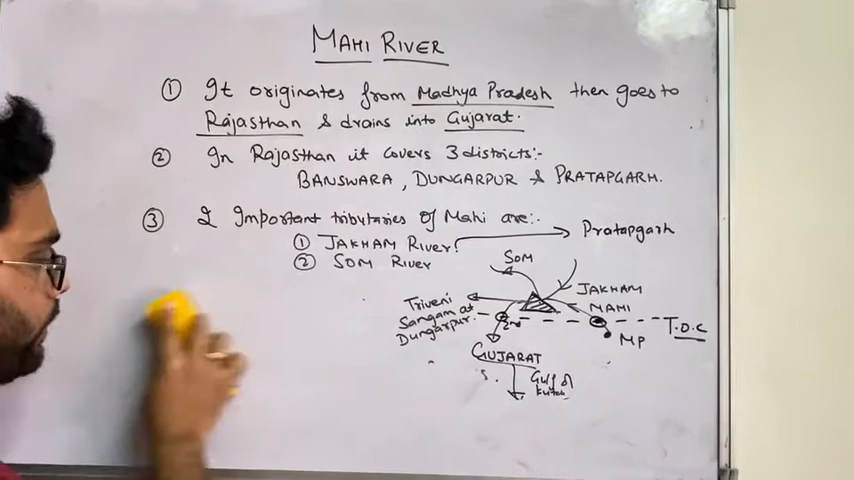 MAHI RIVER
① It originates from Madhya Pradesh then goes to
Rajasthan & drains into Gujarat.
② In Rajasthan it covers 3 districts:-
BANSWARA, DUNGARPUR & PRATAPGARH.
③ 2 Important tributaries of Mahi are:-
① JAKHAM River.
Pratapgarh
② SOM River
SOM
JAKHAM
MAHI
Triveni
Sangam at
Dungarpur.
T.O.C
MP
GUJARAT
Gulf of
Kutch